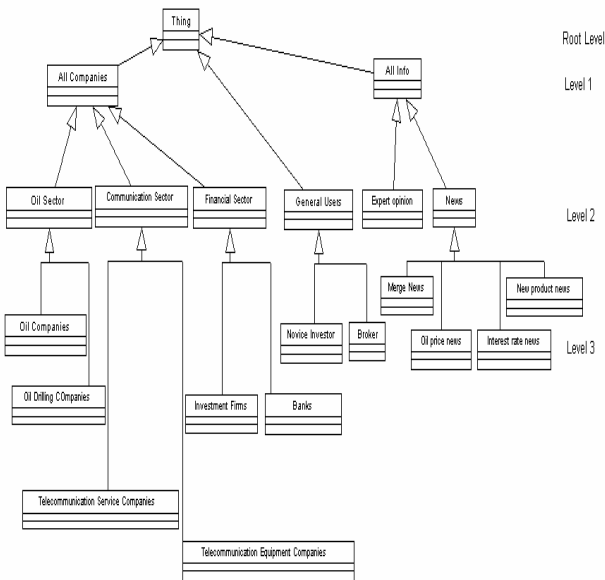 Thing
Root Level
All Companies
All Info
Level 1
Oil Sector
Communication Sector
Financial Sector
General Users
Expert opinion
News
Level 2
Merge News
New product news
Oil Companies
Novice Investor
Broker
Oil price news
Interest rate news
Level 3
Oil Drilling COmpanies
Investment Firms
Banks
Telecommunication Service Companies
Telecommunication Equipment Companies